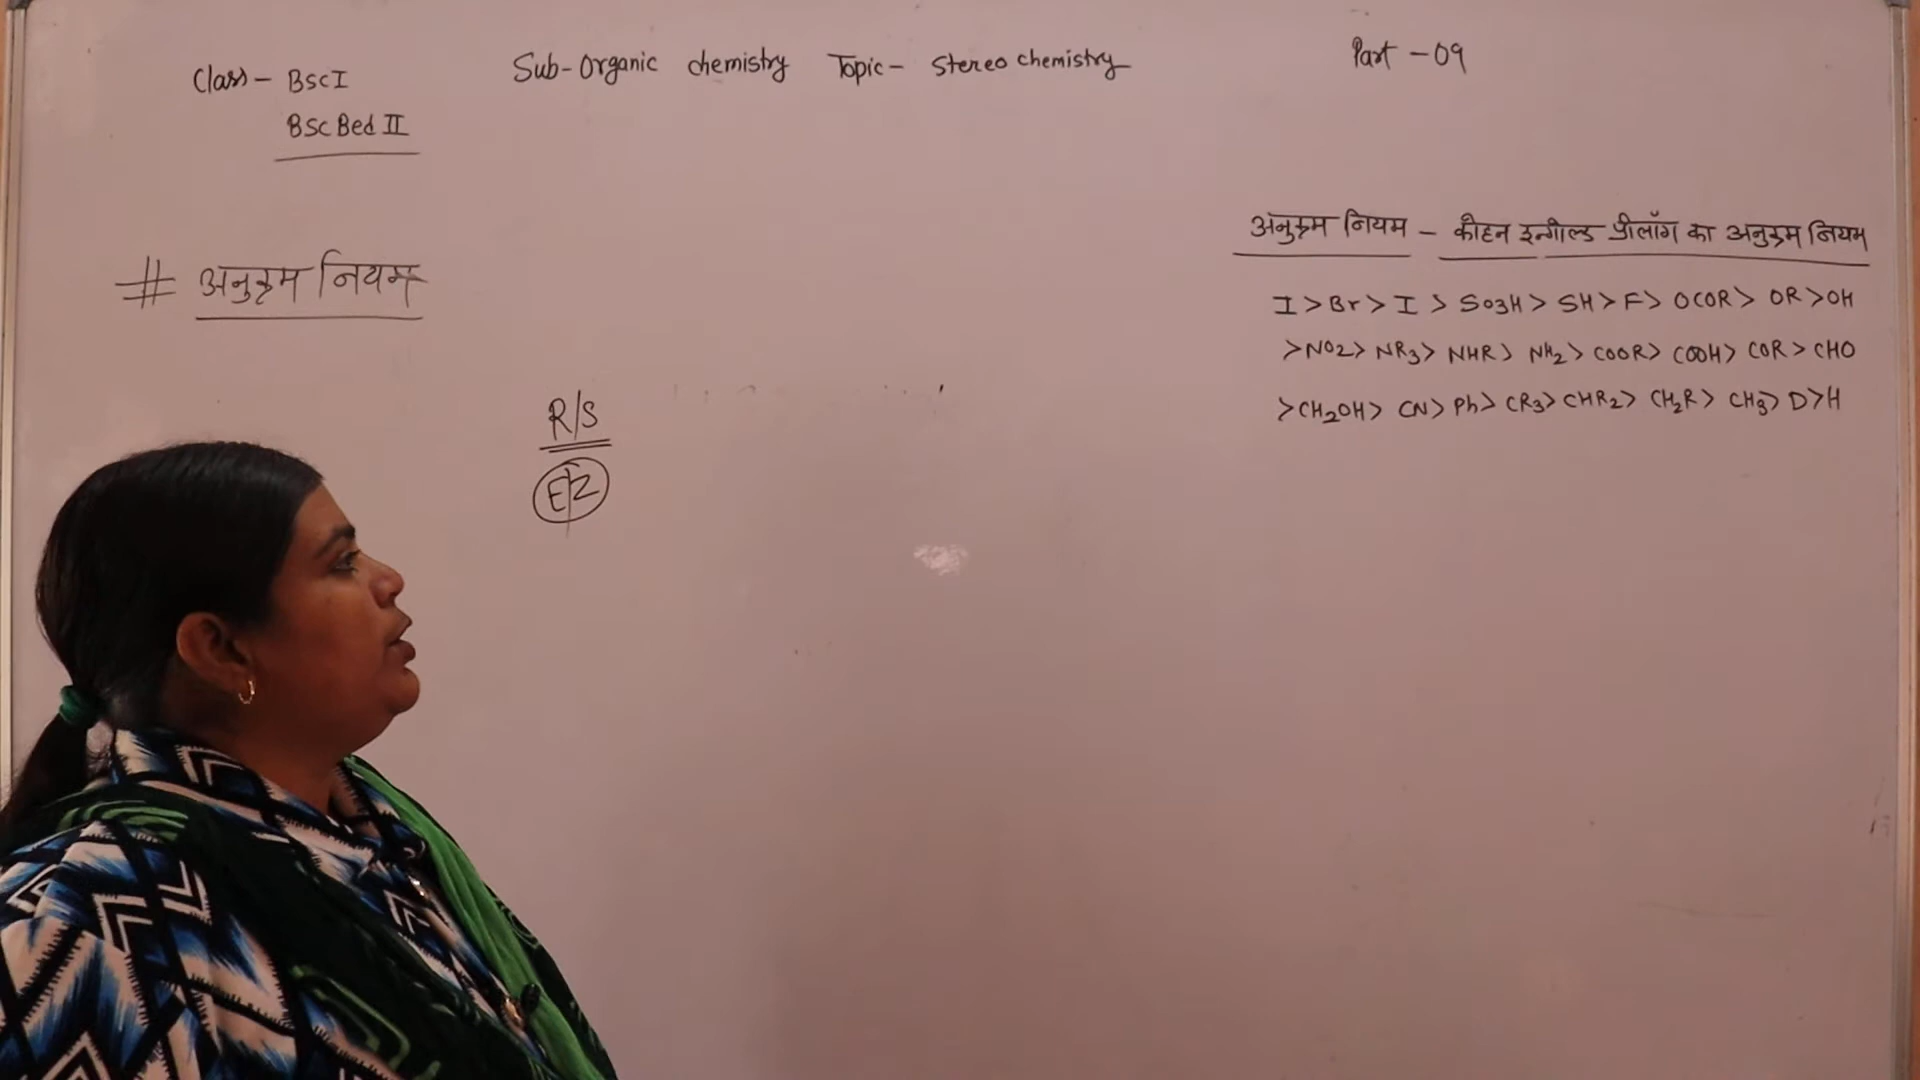 Class - BSc I
BSc Bed II
Sub-Organic chemistry Topic - Stereo chemistry
Part - 09
# अनुक्रम नियम
R/S
E/Z
अनुक्रम नियम - कॉहन इन्गोल्ड प्रीलॉग का अनुक्रम नियम
I > Br > I > SO3H > SH > F > OCOR > OR > OH
> NO2 > NR3 > NHR > NH2 > COOR > COOH > COR > CHO
> CH2OH > CN > Ph > CR3 > CHR2 > CH2R > CH3 > D > H